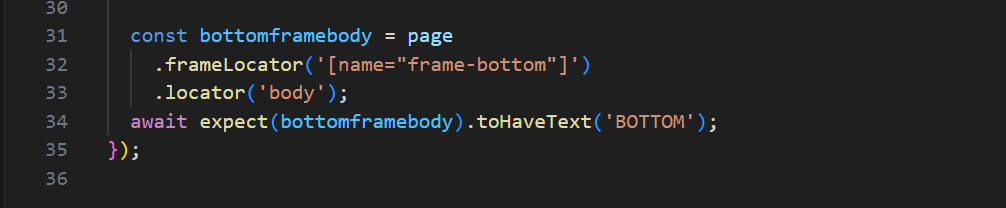 30
31 const bottomframebody = page
32 .frameLocator('[name="frame-bottom"]')
33 .locator('body');
34 await expect(bottomframebody).toHaveText('BOTTOM');
35 });
36